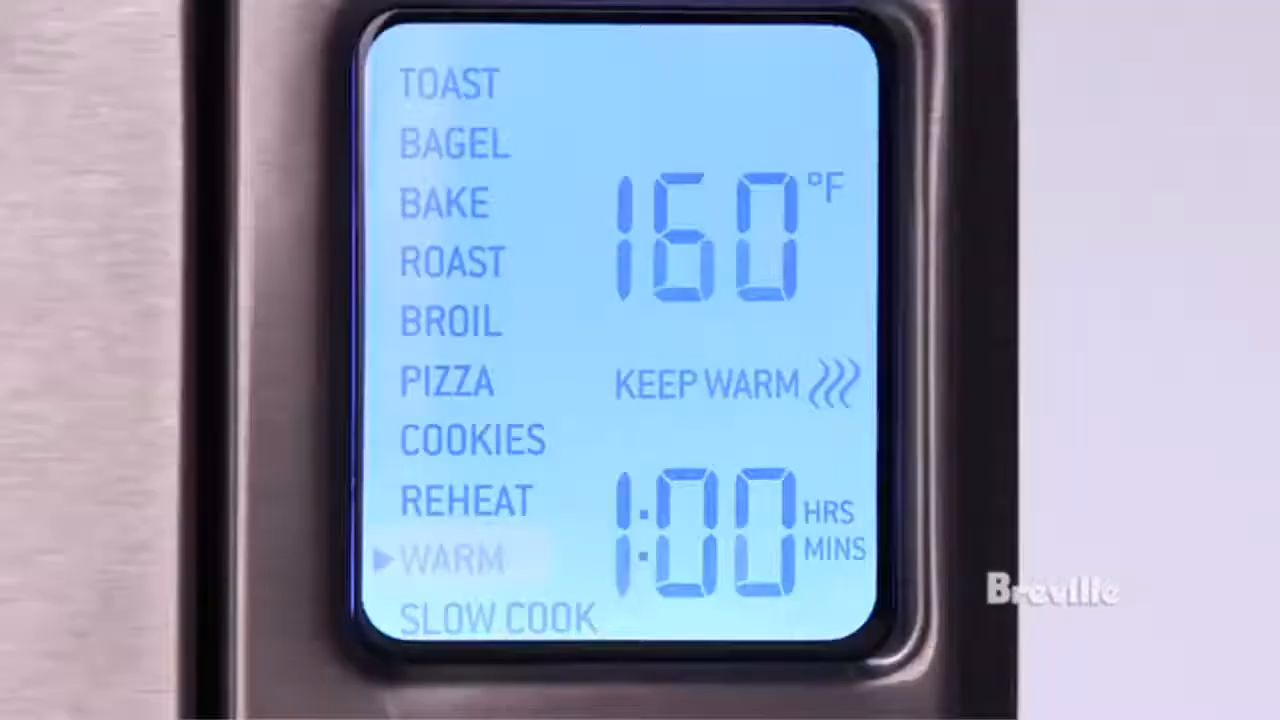 TOAST
BAGEL
BAKE
ROAST
BROIL
PIZZA
COOKIES
REHEAT
▶WARM
SLOW COOK
160 °F
KEEP WARM
1:00 HRS MINS
Breville